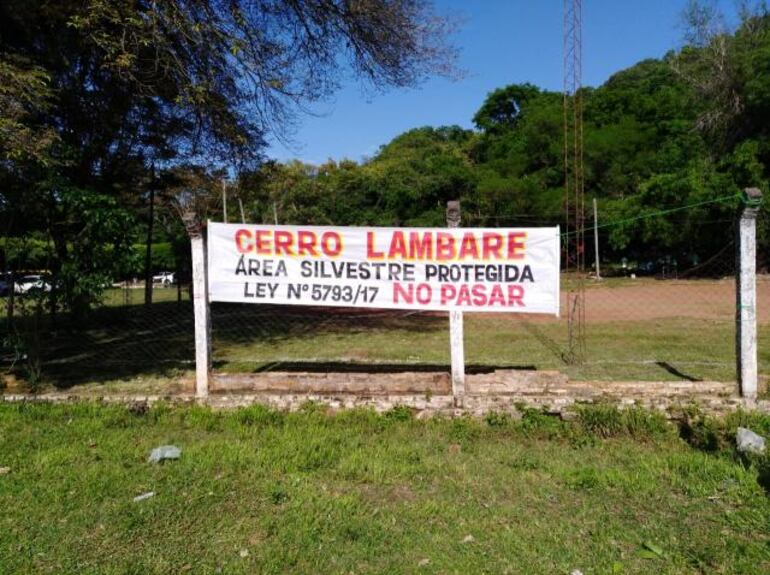 CERRO LAMBARE
ÁREA SILVESTRE PROTEGIDA
LEY N° 5793/17 NO PASAR